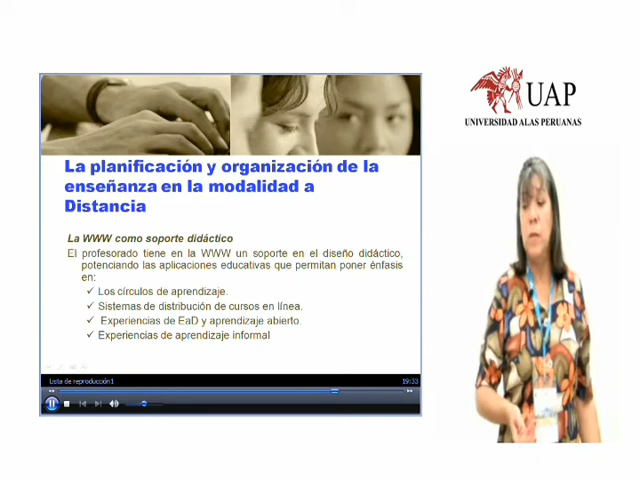 UAP
UNIVERSIDAD ALAS PERUANAS
La planificación y organización de la
enseñanza en la modalidad a
Distancia
La WWW como soporte didáctico
El profesorado tiene en la WWW un soporte en el diseño didáctico,
potenciando las aplicaciones educativas que permitan poner énfasis
en:
✓ Los círculos de aprendizaje.
✓ Sistemas de distribución de cursos en línea.
✓ Experiencias de EaD y aprendizaje abierto.
✓ Experiencias de aprendizaje informal
Lista de reproducción1 19:33